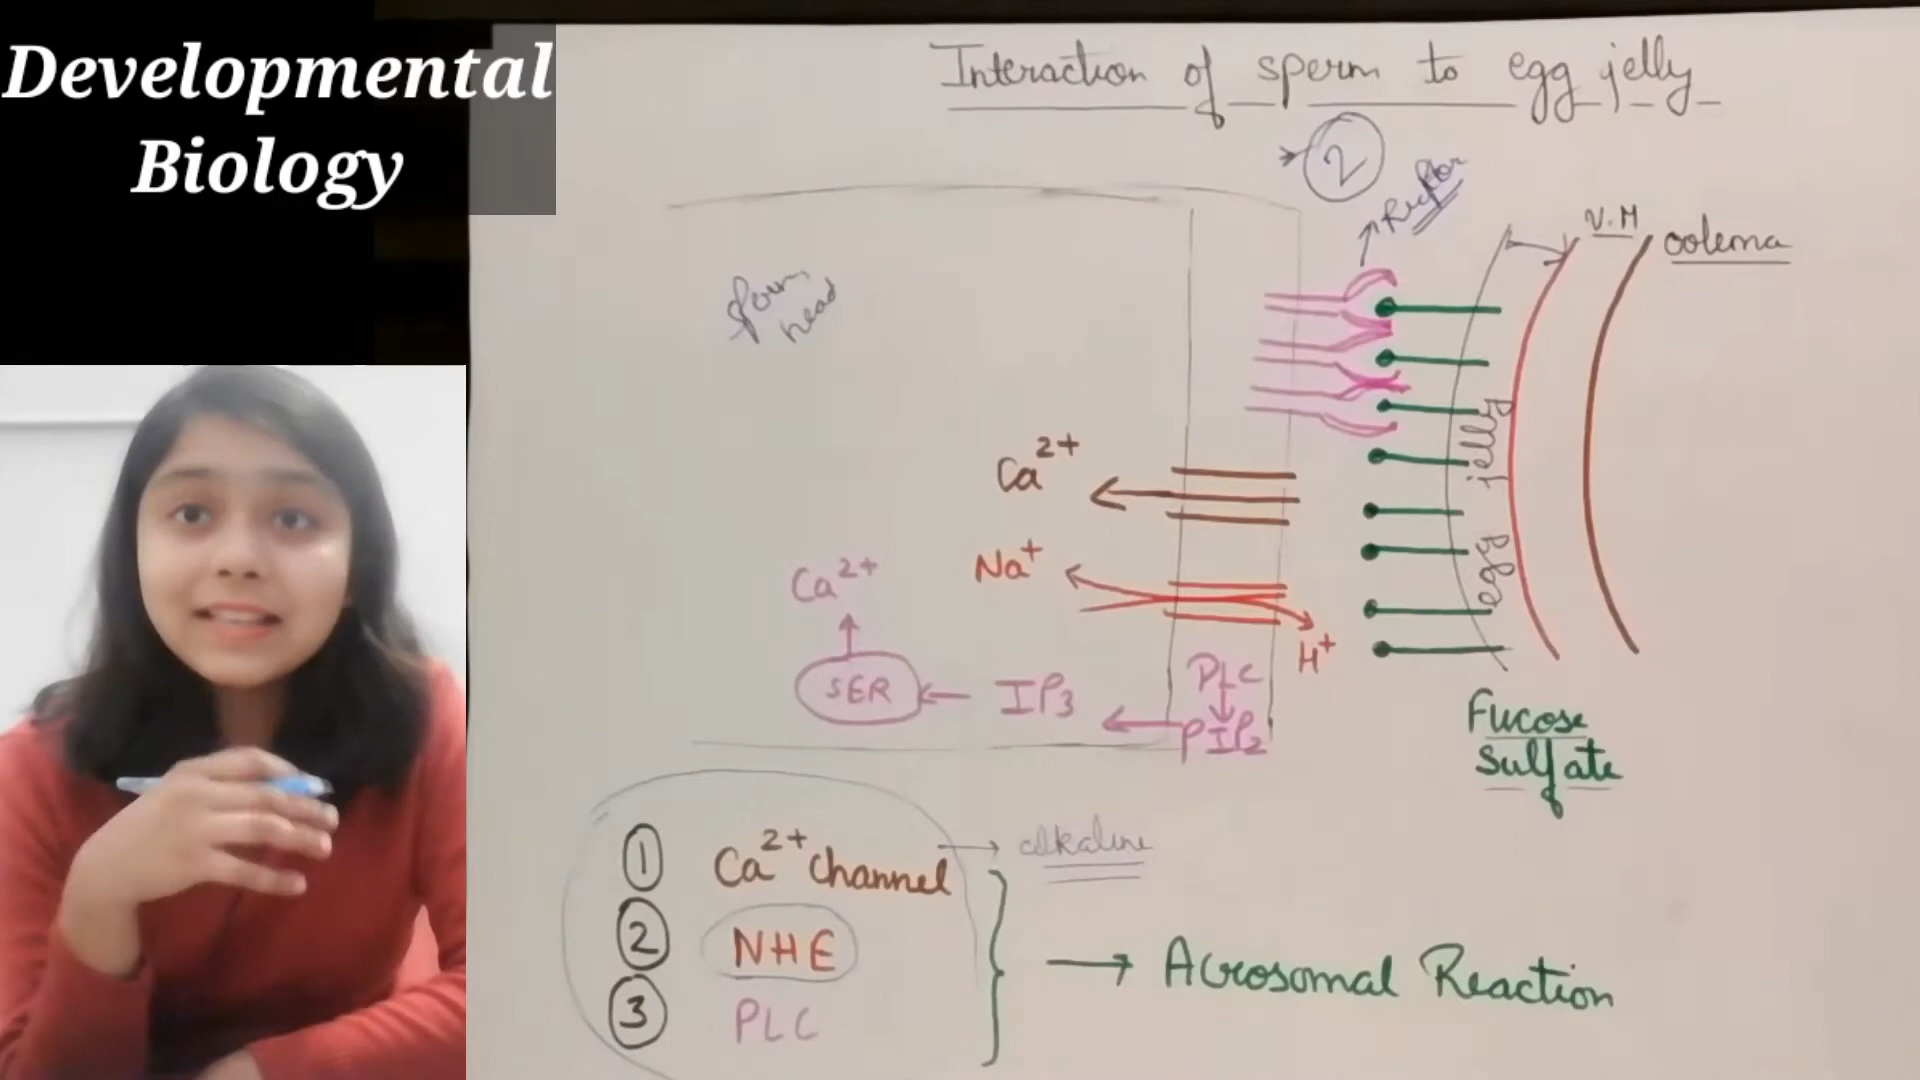 Developmental
Biology
Interaction of sperm to egg jelly
2
Receptor
V.M
oolema
sperm
head
Ca2+
Na+
Ca2+
H+
SER
IP3
PLC
PIP2
egg jelly
Fucose
Sulfate
1 Ca2+ channel → alkaline
2 NHE
3 PLC
→ Acrosomal Reaction